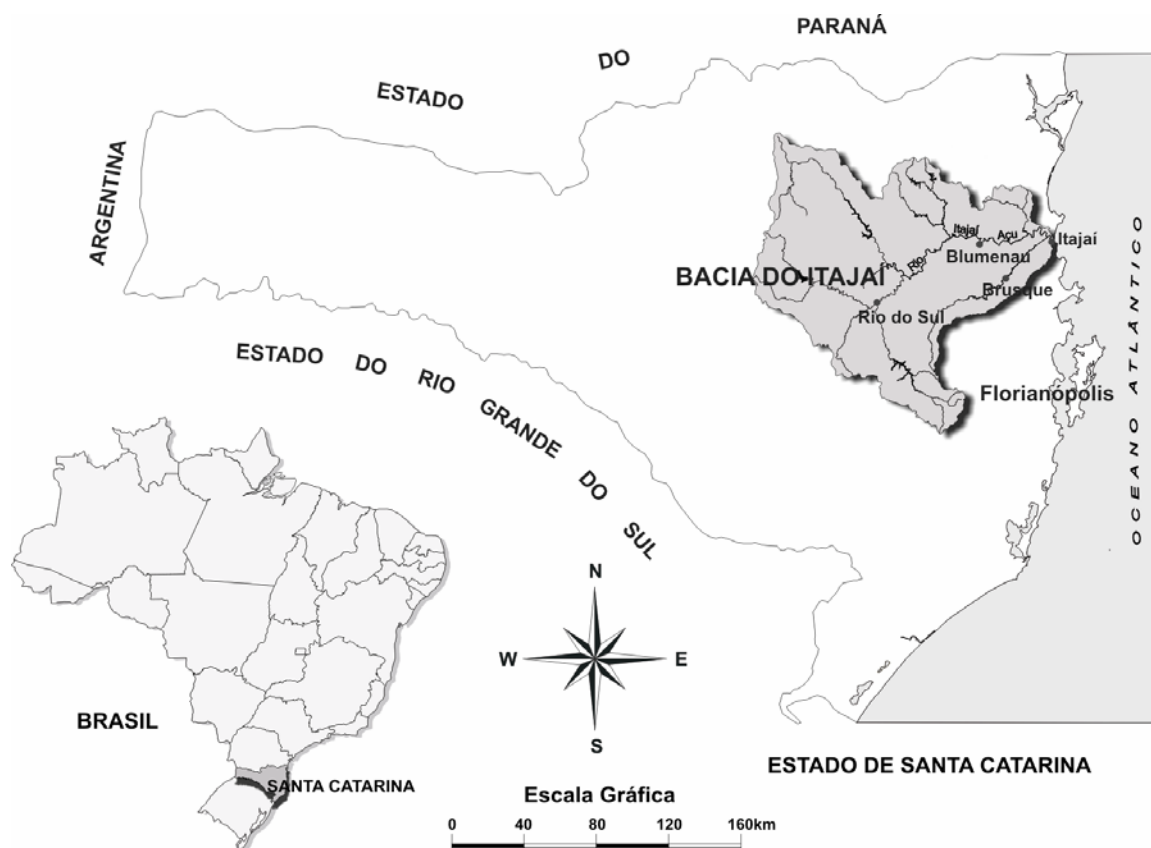 PARANÁ
DO
ESTADO
ARGENTINA
Itajaí Açu
Itajaí
Blumenau
Rio
BACIA DO ITAJAÍ
Brusque
Rio do Sul
ESTADO DO RIO GRANDE DO SUL
Florianópolis
OCEANO ATLÂNTICO
N
W E
S
BRASIL
SANTA CATARINA
ESTADO DE SANTA CATARINA
Escala Gráfica
0 40 80 120 160km